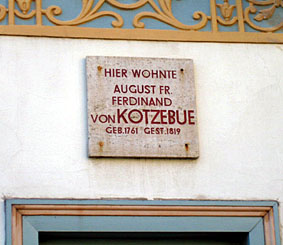 HIER WOHNTE
AUGUST FR.
FERDINAND
VON KOTZEBUE
GEB. 1761 GEST. 1819